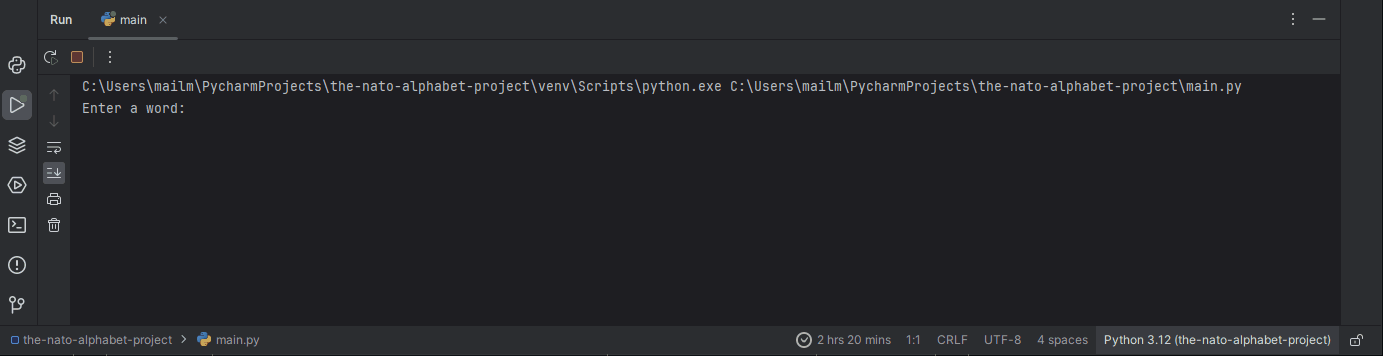 Run main
C:\Users\mailm\PycharmProjects\the-nato-alphabet-project\venv\Scripts\python.exe C:\Users\mailm\PycharmProjects\the-nato-alphabet-project\main.py
Enter a word:
the-nato-alphabet-project > main.py 2 hrs 20 mins 1:1 CRLF UTF-8 4 spaces Python 3.12 (the-nato-alphabet-project)